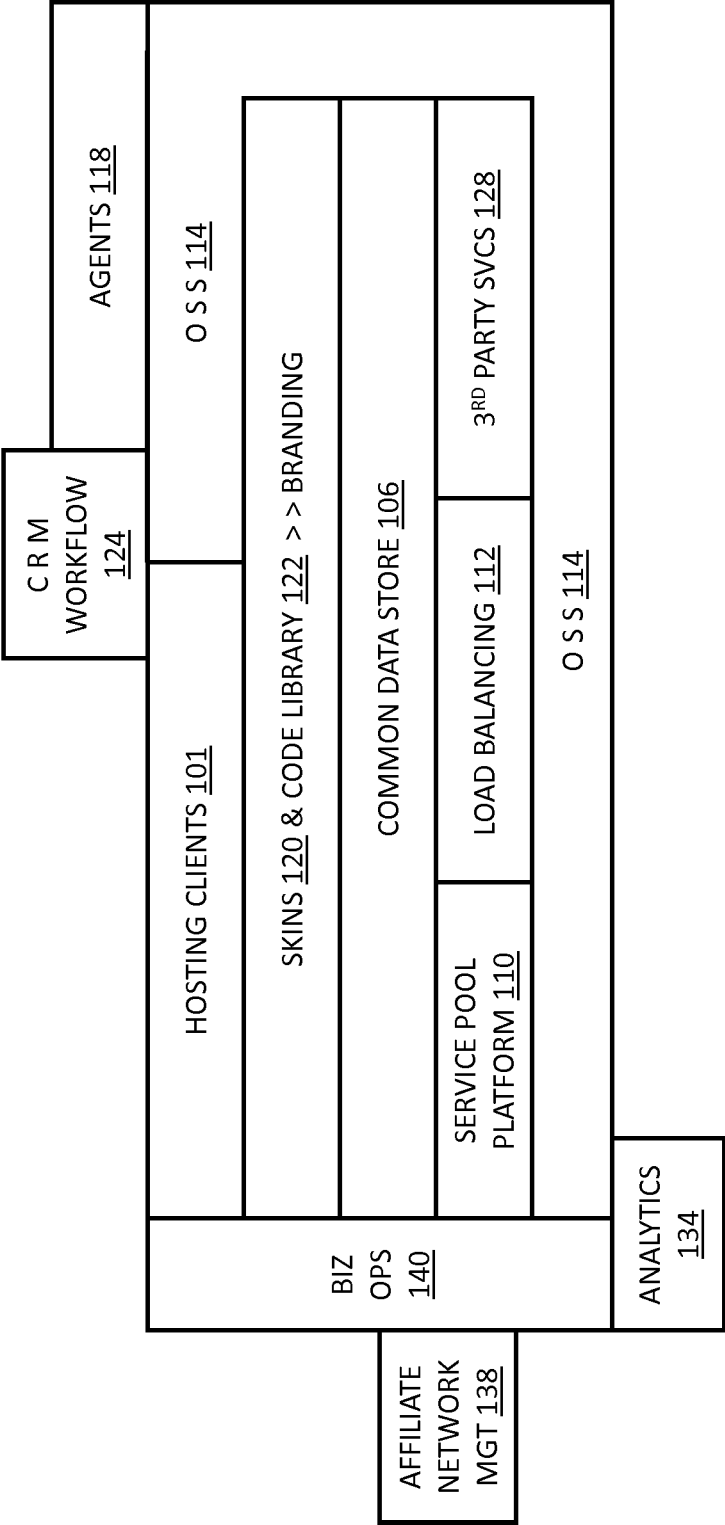 C R M
WORKFLOW
124
AGENTS 118
HOSTING CLIENTS 101
O S S 114
SKINS 120 & CODE LIBRARY 122 > > BRANDING
COMMON DATA STORE 106
SERVICE POOL
PLATFORM 110
LOAD BALANCING 112
3RD PARTY SVCS 128
O S S 114
BIZ
OPS
140
AFFILIATE
NETWORK
MGT 138
ANALYTICS
134